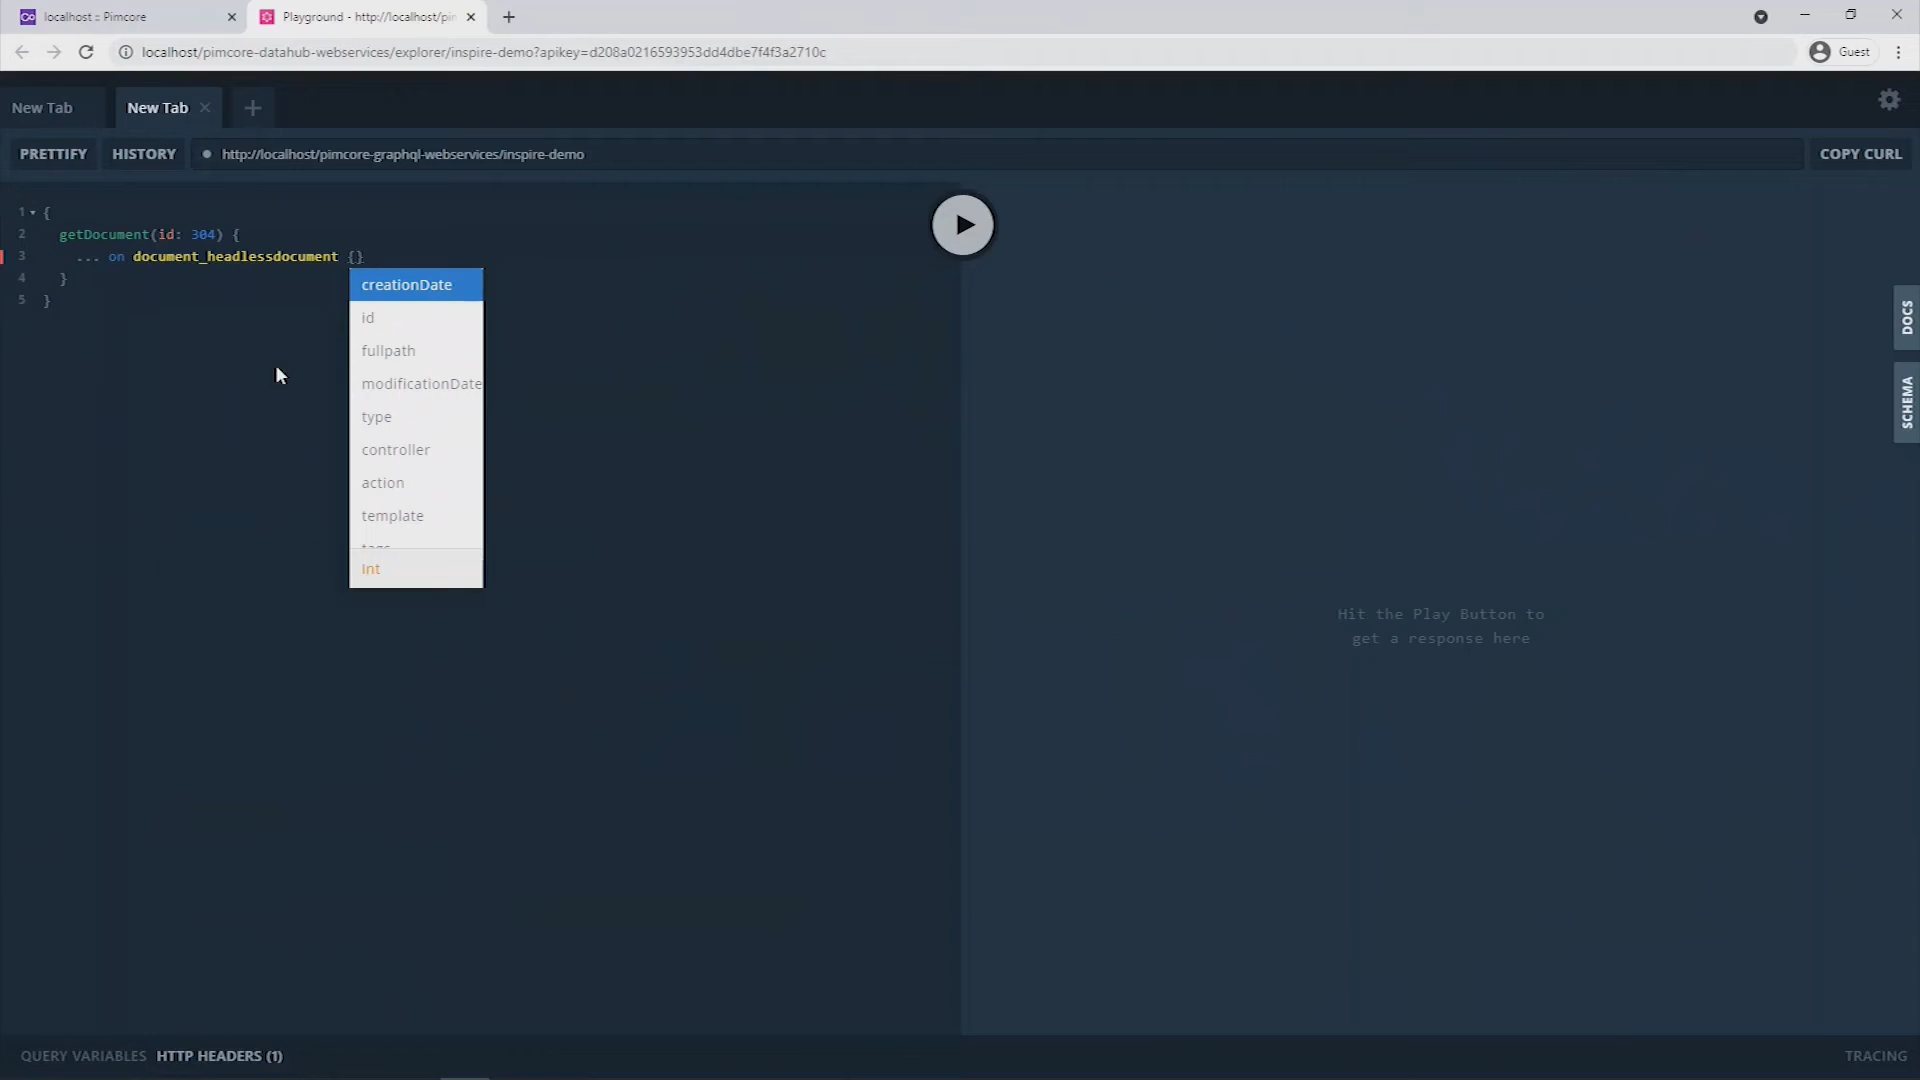 localhost :: Pimcore
Playground - http://localhost/pim
localhost/pimcore-datahub-webservices/explorer/inspire-demo?apikey=d208a0216593953dd4dbe7f4f3a2710c
Guest
New Tab
New Tab
PRETTIFY
HISTORY
http://localhost/pimcore-graphql-webservices/inspire-demo
COPY CURL
1 {
2 getDocument(id: 304) {
3 ... on document_headlessdocument {}
4 }
5 }
creationDate
id
fullpath
modificationDate
type
controller
action
template
tags
Int
DOCS
SCHEMA
Hit the Play Button to
get a response here
QUERY VARIABLES
HTTP HEADERS (1)
TRACING